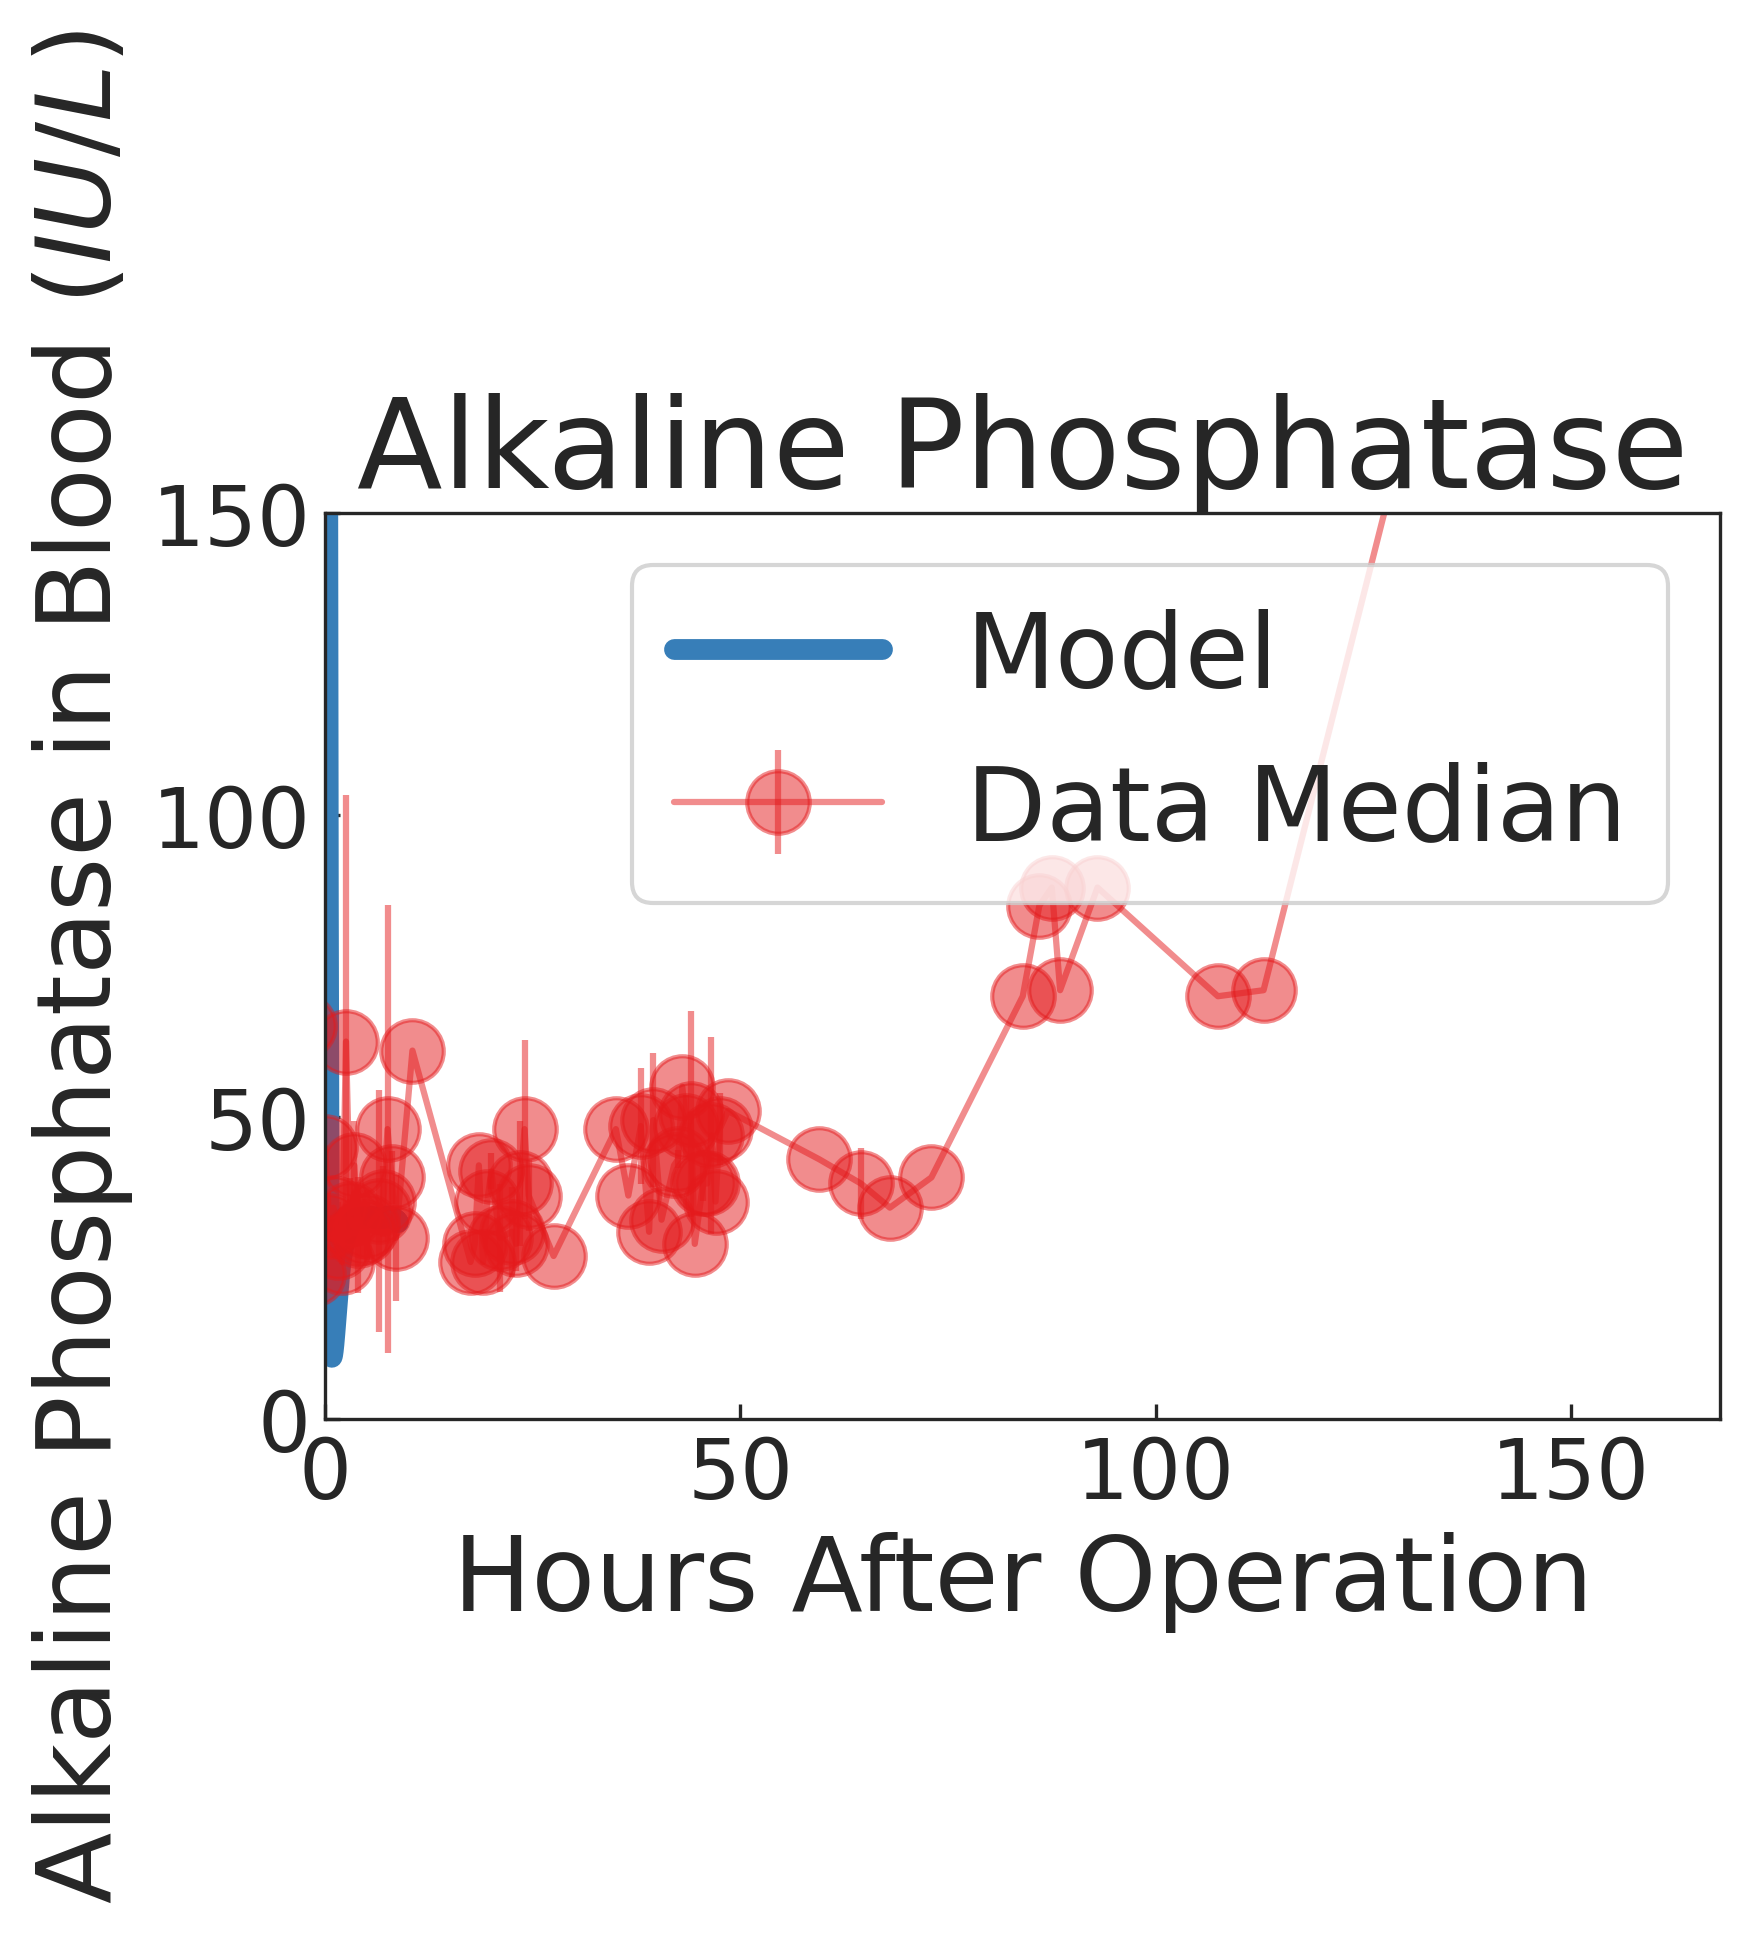 Alkaline Phosphatase
Alkaline Phosphatase in Blood (IU/L)
150
100
50
0
Model
Data Median
0 50 100 150
Hours After Operation